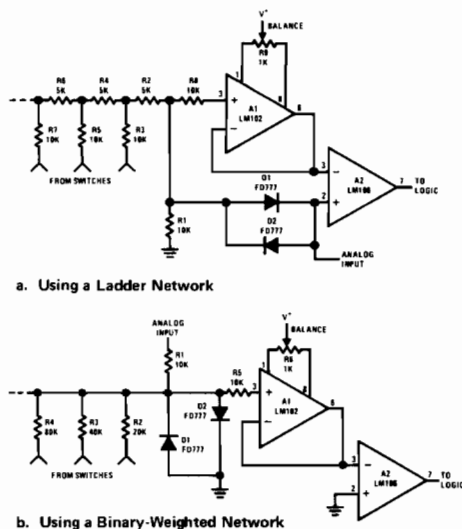 V+
BALANCE
R9
1K
R6
5K
R4
5K
R2
5K
R8
10K
1
8
3
+
A1
LM102
6
−
R7
10K
R5
10K
R3
10K
FROM SWITCHES
D1
FD777
D2
FD777
R1
10K
3
−
A2
LM106
7
TO
LOGIC
2
+
ANALOG
INPUT
a. Using a Ladder Network
ANALOG
INPUT
R1
10K
V+
BALANCE
R6
1K
R5
10K
1
8
3
+
A1
LM102
6
−
D2
FD777
D1
FD777
R4
80K
R3
40K
R2
20K
FROM SWITCHES
3
−
A2
LM106
7
TO
LOGIC
2
+
b. Using a Binary-Weighted Network